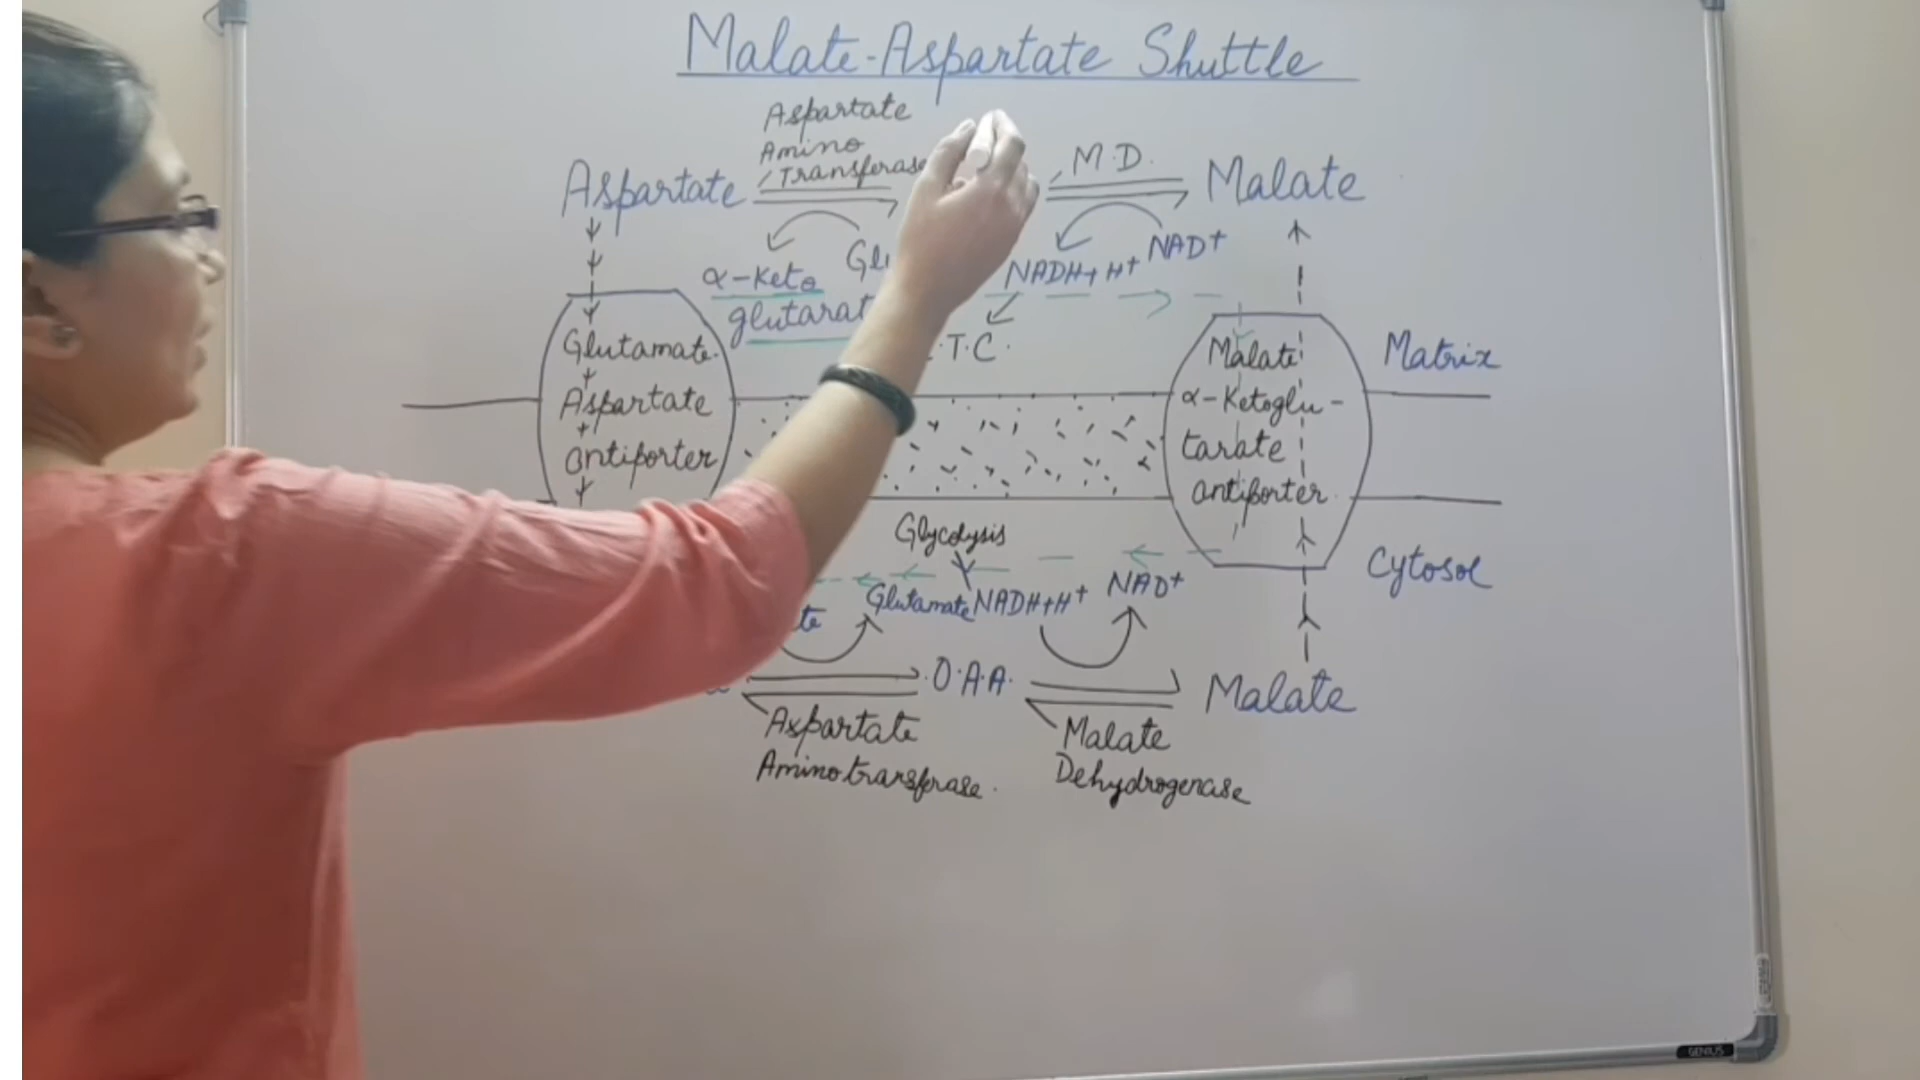 Malate-Aspartate Shuttle
Aspartate
Amino
Transferase
M.D.
Aspartate
Malate
NAD+
NADH+H+
α-Keto
T.C.
Glutamate
+
Aspartate
+
antiporter
Malate
α-Ketoglu-
tarate
antiporter
Matrix
Glycolysis
Cytosol
Glutamate
NADH+H+
NAD+
O.A.A.
Malate
Aspartate
Aminotransferase.
Malate
Dehydrogenase
GENIUS